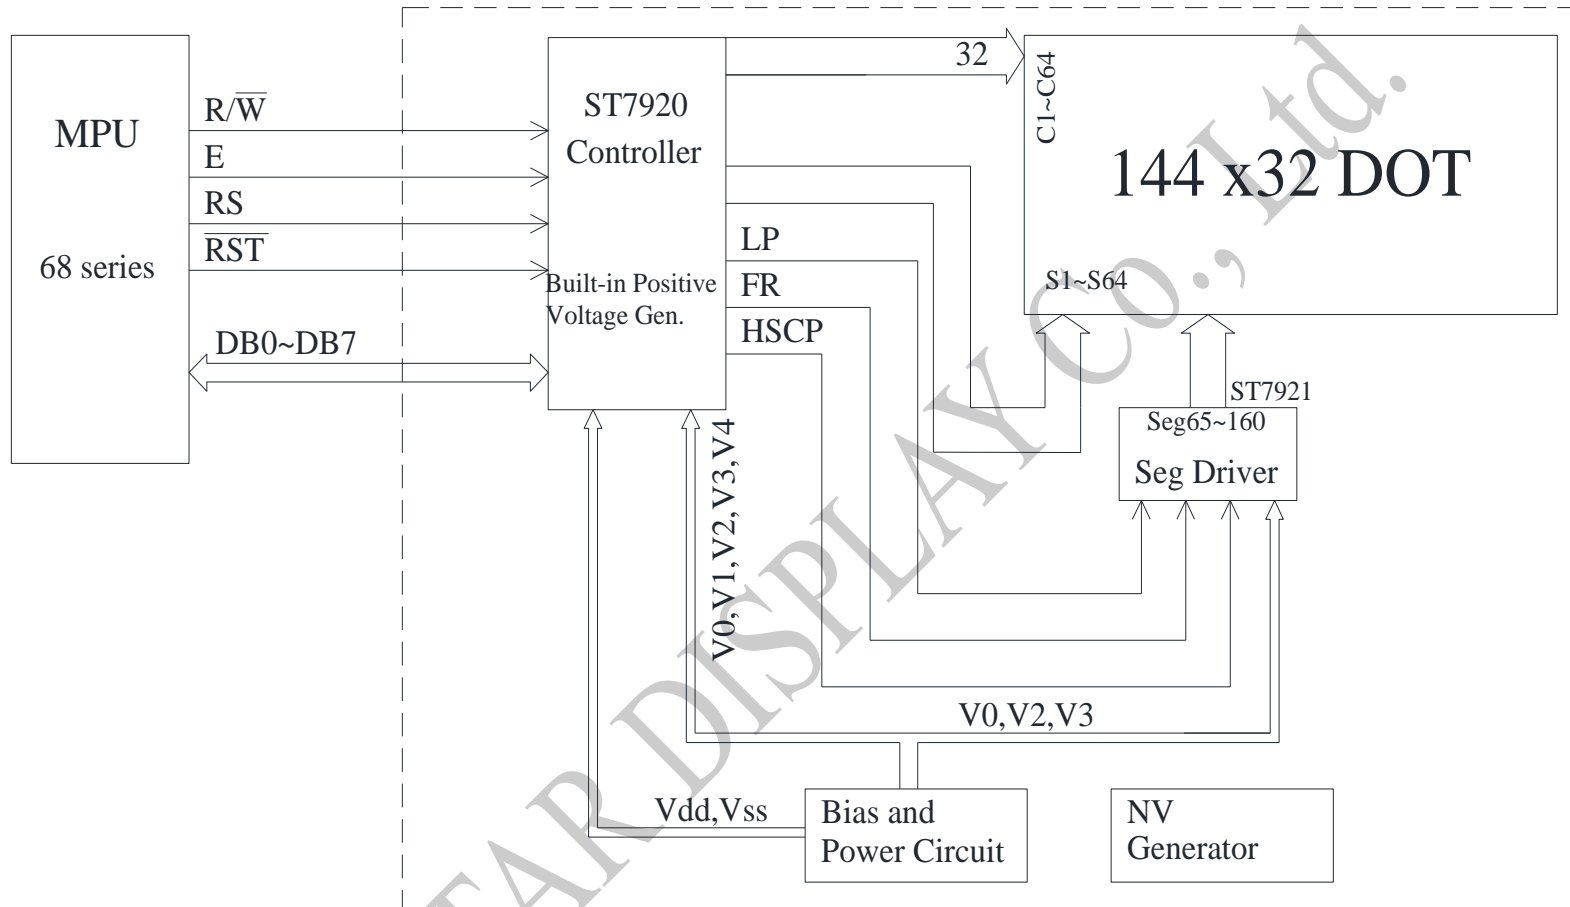 MPU
68 series
R/W̅
E
RS
R̅S̅T̅
DB0~DB7
ST7920
Controller
Built-in Positive
Voltage Gen.
32
LP
FR
HSCP
C1~C64
144 x32 DOT
S1~S64
ST7921
Seg65~160
Seg Driver
V0,V1,V2,V3,V4
V0,V2,V3
Vdd,Vss
Bias and
Power Circuit
NV
Generator
TAR DISPLAY Co., Ltd.